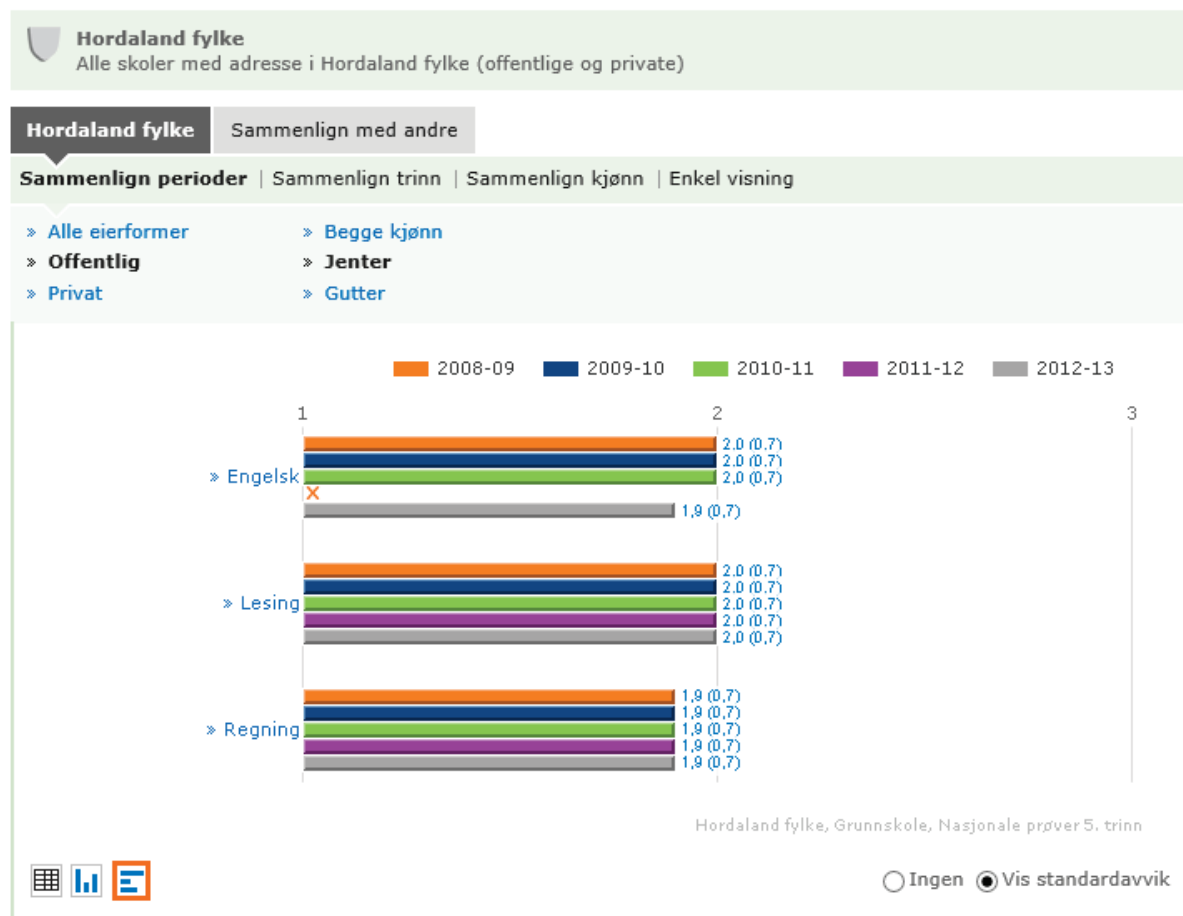 Hordaland fylke
Alle skoler med adresse i Hordaland fylke (offentlige og private)
Hordaland fylke Sammenlign med andre
Sammenlign perioder | Sammenlign trinn | Sammenlign kjønn | Enkel visning
» Alle eierformer » Begge kjønn
» Offentlig » Jenter
» Privat » Gutter
2008-09 2009-10 2010-11 2011-12 2012-13
1 2 3
2.0 (0.7)
2.0 (0.7)
» Engelsk 2,0 (0,7)
×
1,9 (0,7)
2.0 (0.7)
2.0 (0.7)
» Lesing 2.0 (0.7)
2.0 (0.7)
2,0 (0,7)
1,9 (0,7)
1,9 (0,7)
» Regning 1,9 (0,7)
1,9 (0,7)
1,9 (0,7)
Hordaland fylke, Grunnskole, Nasjonale prøver 5. trinn
Ingen Vis standardavvik